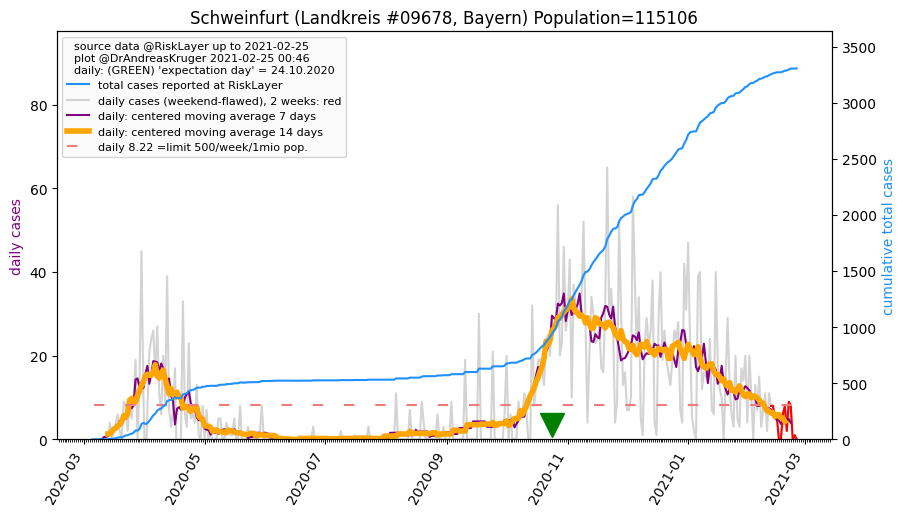 Schweinfurt (Landkreis #09678, Bayern) Population=115106
source data @RiskLayer up to 2021-02-25
plot @DrAndreasKruger 2021-02-25 00:46
daily: (GREEN) 'expectation day' = 24.10.2020
total cases reported at RiskLayer
daily cases (weekend-flawed), 2 weeks: red
daily: centered moving average 7 days
daily: centered moving average 14 days
daily 8.22 =limit 500/week/1mio pop.
daily cases
80
60
40
20
0
3500
3000
2500
2000
1500
1000
500
0
cumulative total cases
2020-03
2020-05
2020-07
2020-09
2020-11
2021-01
2021-03